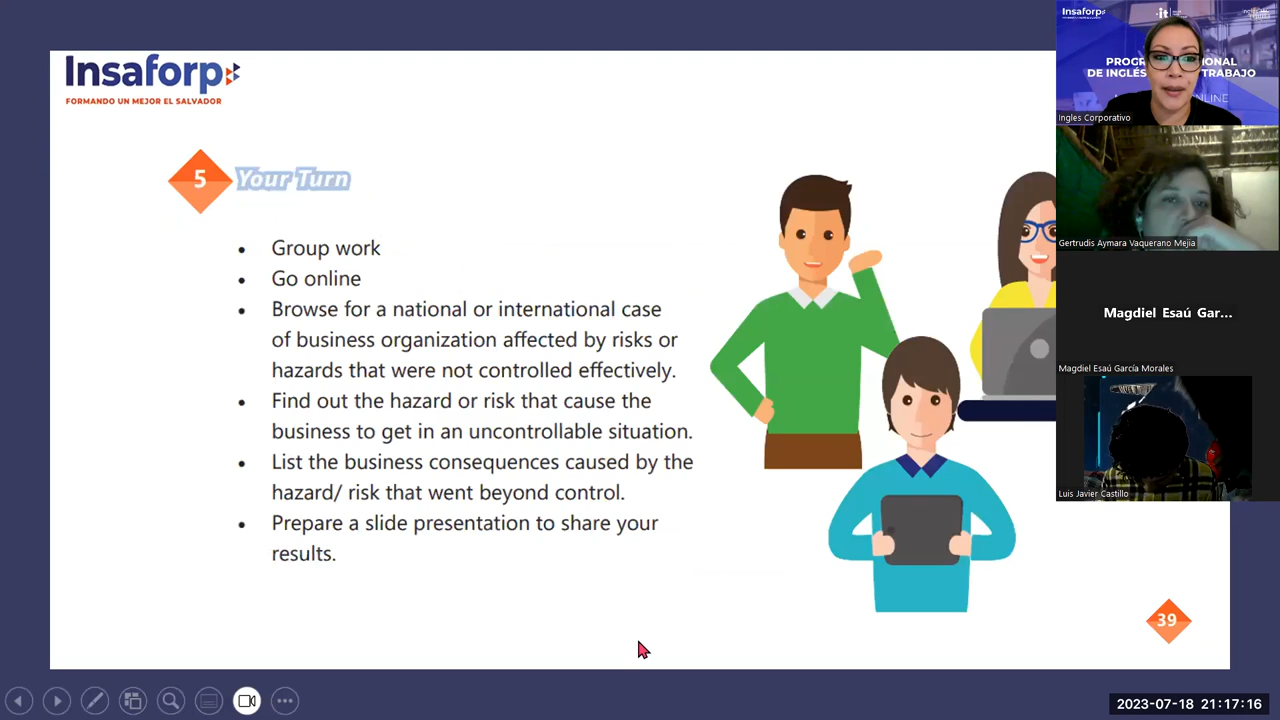 Insaforp
FORMANDO UN MEJOR EL SALVADOR
5 Your Turn
• Group work
• Go online
• Browse for a national or international case
of business organization affected by risks or
hazards that were not controlled effectively.
• Find out the hazard or risk that cause the
business to get in an uncontrollable situation.
• List the business consequences caused by the
hazard/ risk that went beyond control.
• Prepare a slide presentation to share your
results.
39
Insaforp
Ingles Corporativo
Gertrudis Aymara Vaquerano Mejia
Magdiel Esaú Gar...
Magdiel Esaú García Morales
Luis Javier Castillo
2023-07-18 21:17:16